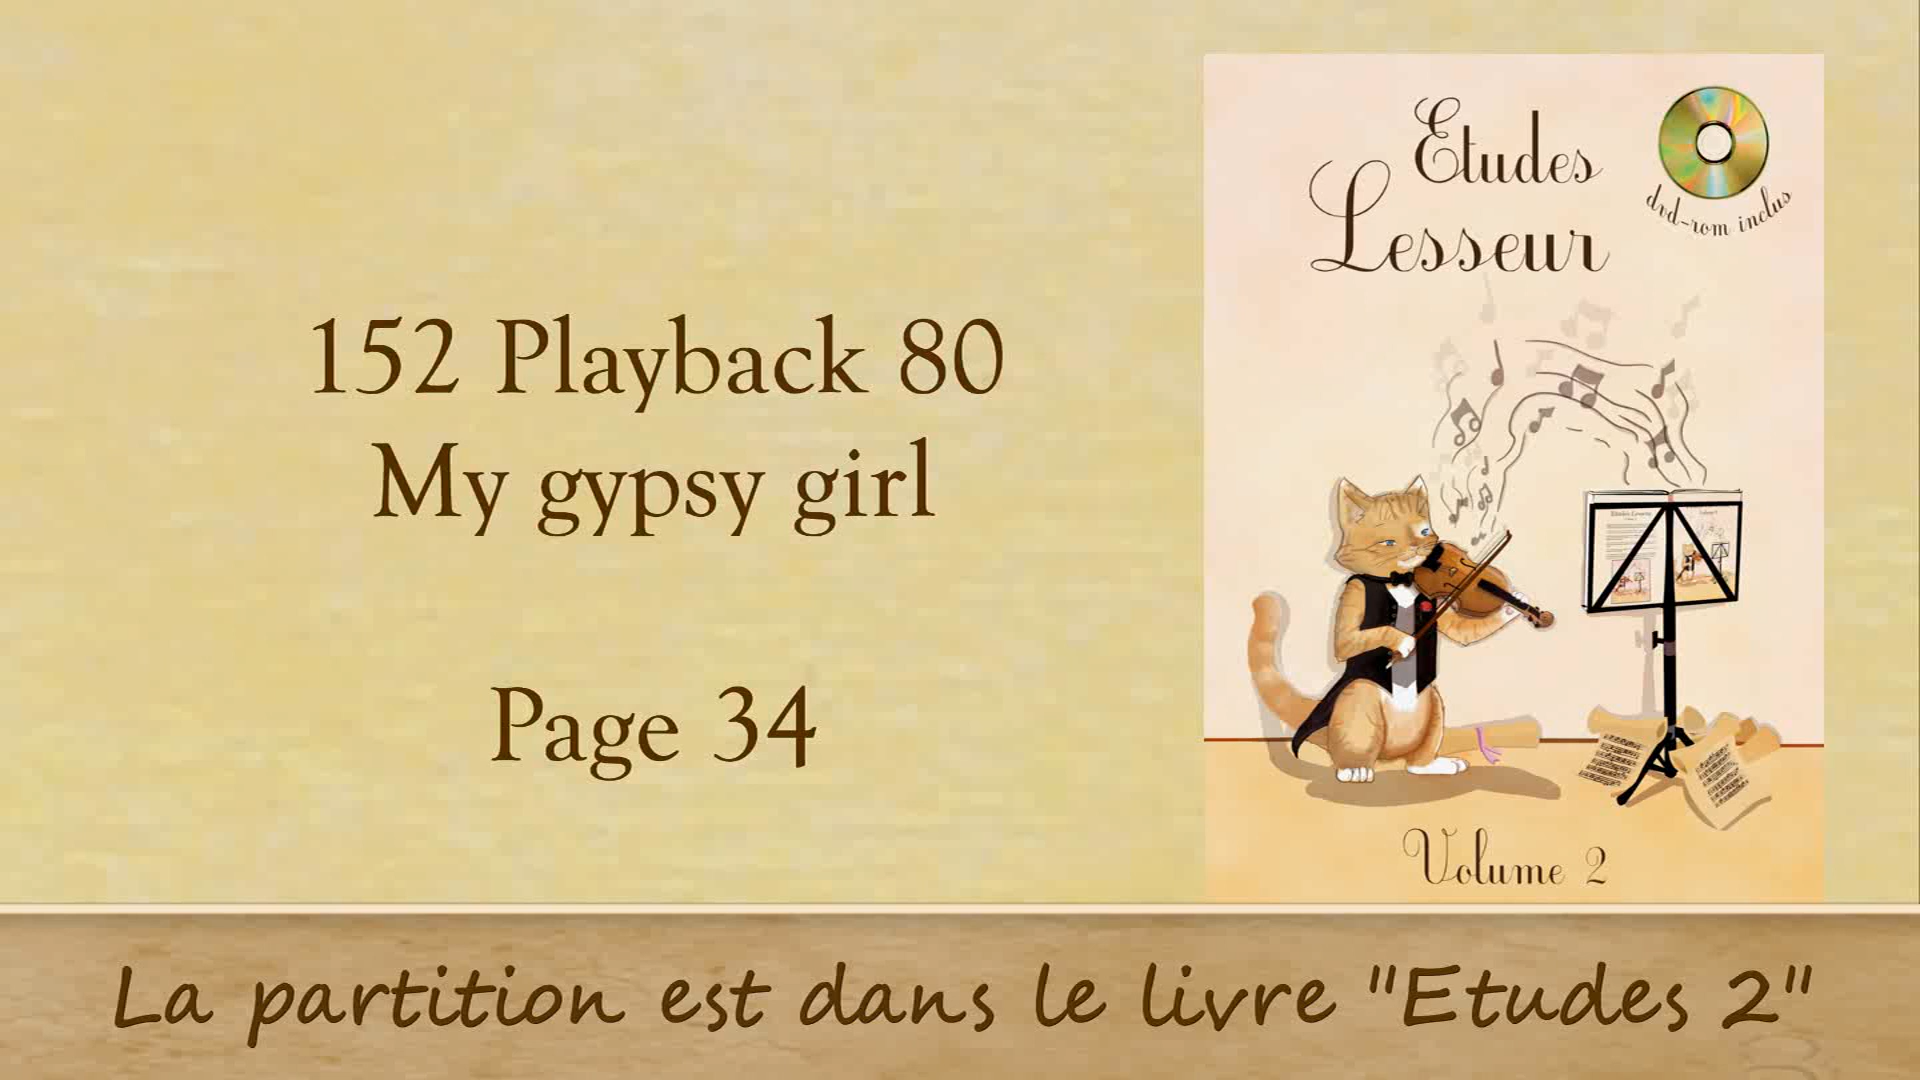 152 Playback 80
My gypsy girl
Page 34
Etudes
Lesseur
dvd-rom inclus
Volume 2
La partition est dans le livre "Etudes 2"